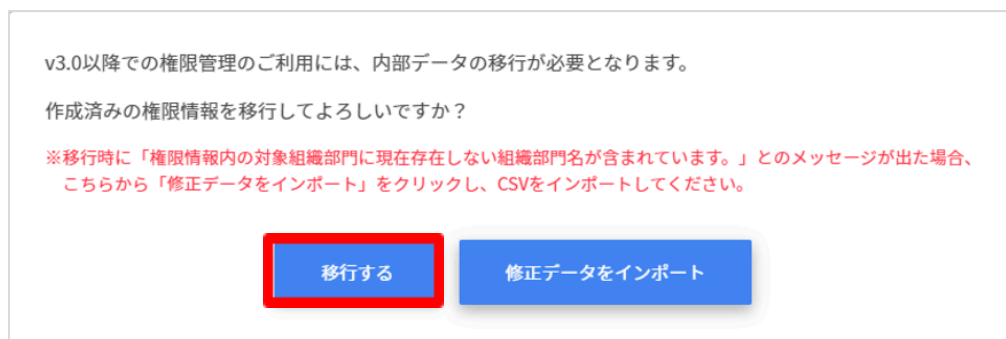 v3.0以降での権限管理のご利用には、内部データの移行が必要となります。
作成済みの権限情報を移行してよろしいですか？
※移行時に「権限情報内の対象組織部門に現在存在しない組織部門名が含まれています。」とのメッセージが出た場合、
こちらから「修正データをインポート」をクリックし、CSVをインポートしてください。
移行する
修正データをインポート